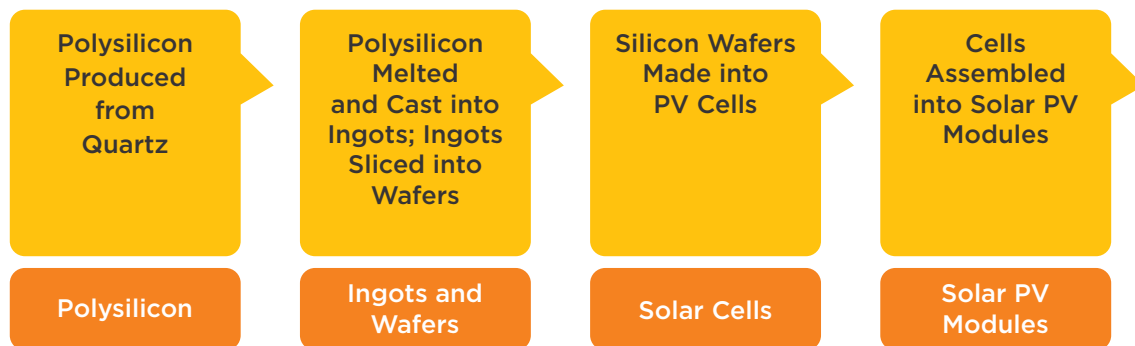 Polysilicon
Produced
from
Quartz
Polysilicon
Melted
and Cast into
Ingots; Ingots
Sliced into
Wafers
Silicon Wafers
Made into
PV Cells
Cells
Assembled
into Solar PV
Modules
Polysilicon
Ingots and
Wafers
Solar Cells
Solar PV
Modules